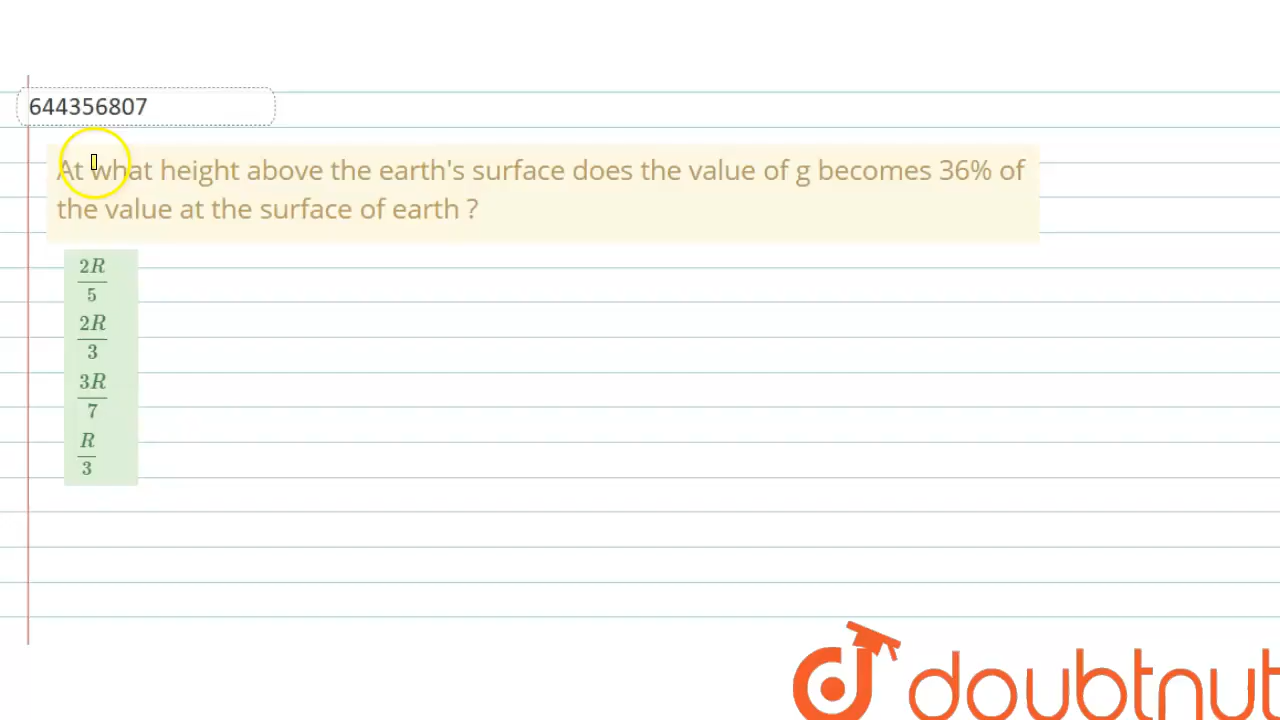 644356807
At what height above the earth's surface does the value of g becomes 36% of
the value at the surface of earth ?
2R
5
2R
3
3R
7
R
3
doubtnut